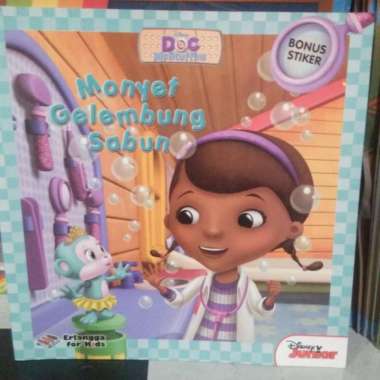 DOC
McStuffins
BONUS
STIKER
Monyet
Gelembung
Sabun
Erlangga
for Kids
Disney
Junior